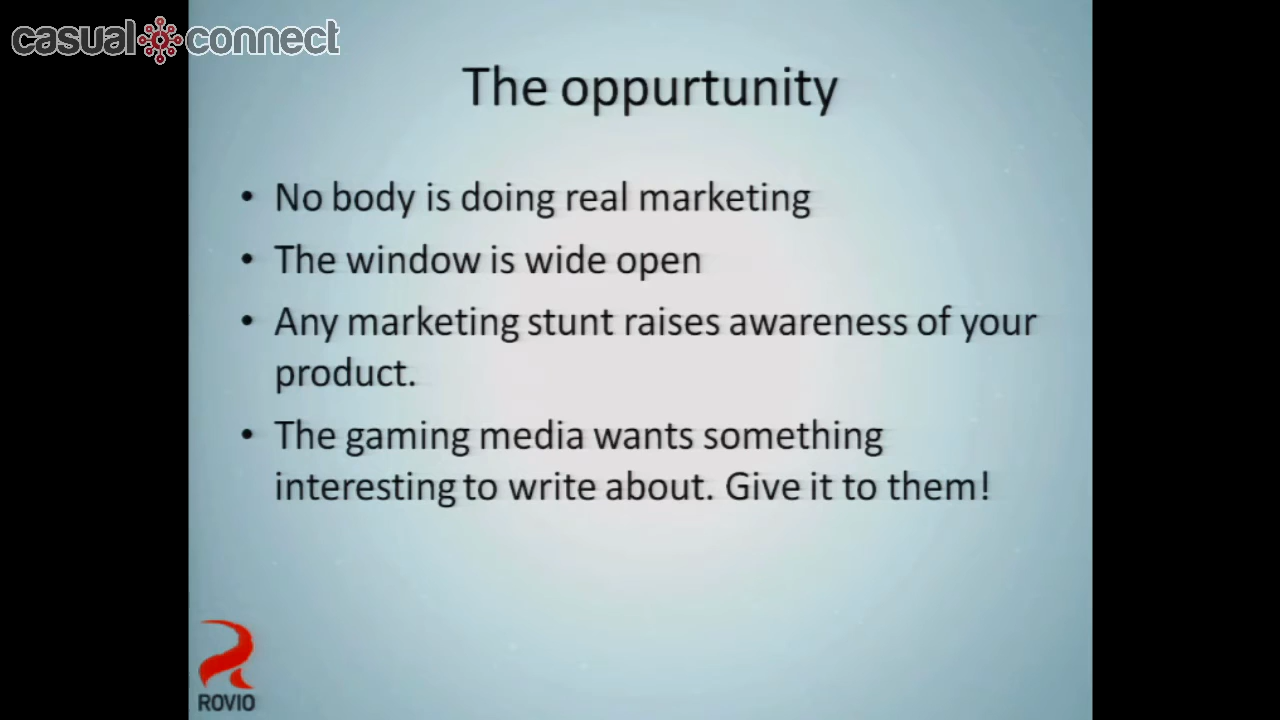 casual connect
The oppurtunity
• No body is doing real marketing
• The window is wide open
• Any marketing stunt raises awareness of your
product.
• The gaming media wants something
interesting to write about. Give it to them!
ROVIO